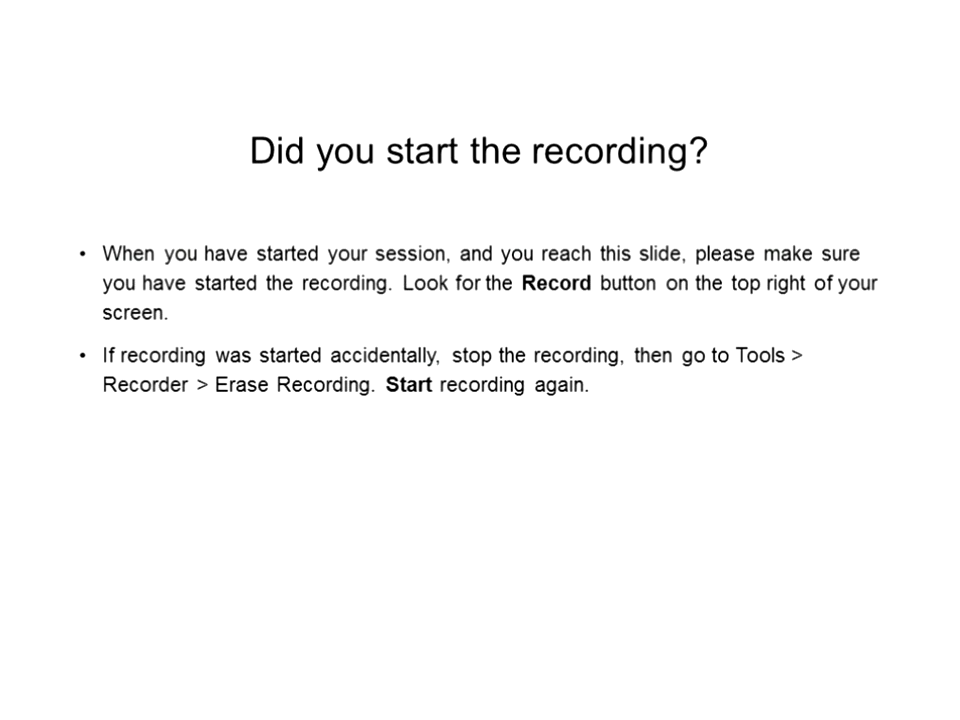 Did you start the recording?
• When you have started your session, and you reach this slide, please make sure
you have started the recording. Look for the Record button on the top right of your
screen.
• If recording was started accidentally, stop the recording, then go to Tools >
Recorder > Erase Recording. Start recording again.